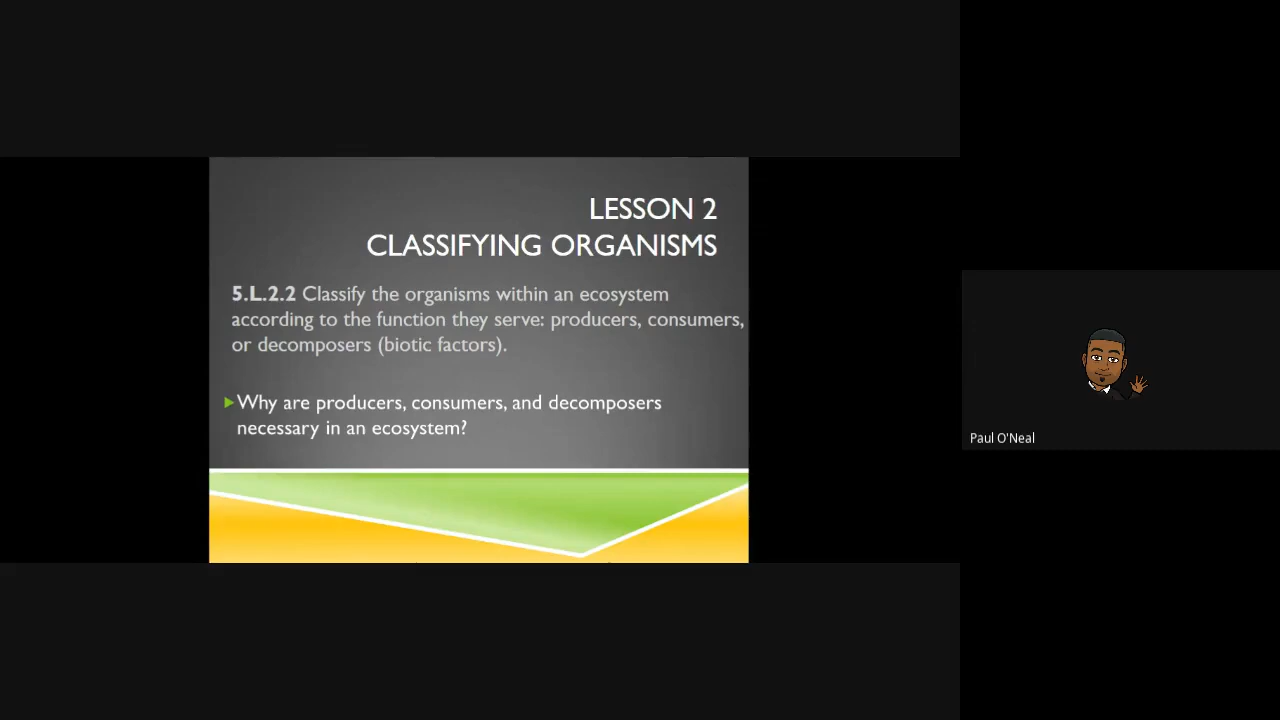 LESSON 2
CLASSIFYING ORGANISMS
5.L.2.2 Classify the organisms within an ecosystem
according to the function they serve: producers, consumers,
or decomposers (biotic factors).
Why are producers, consumers, and decomposers
necessary in an ecosystem?
Paul O'Neal